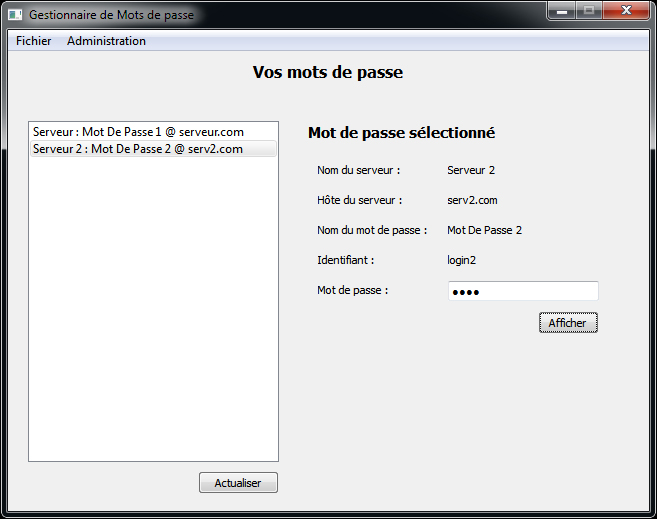 Gestionnaire de Mots de passe
Fichier Administration
Vos mots de passe
Serveur : Mot De Passe 1 @ serveur.com
Serveur 2 : Mot De Passe 2 @ serv2.com
Mot de passe sélectionné
Nom du serveur : Serveur 2
Hôte du serveur : serv2.com
Nom du mot de passe : Mot De Passe 2
Identifiant : login2
Mot de passe : ●●●●
Afficher
Actualiser